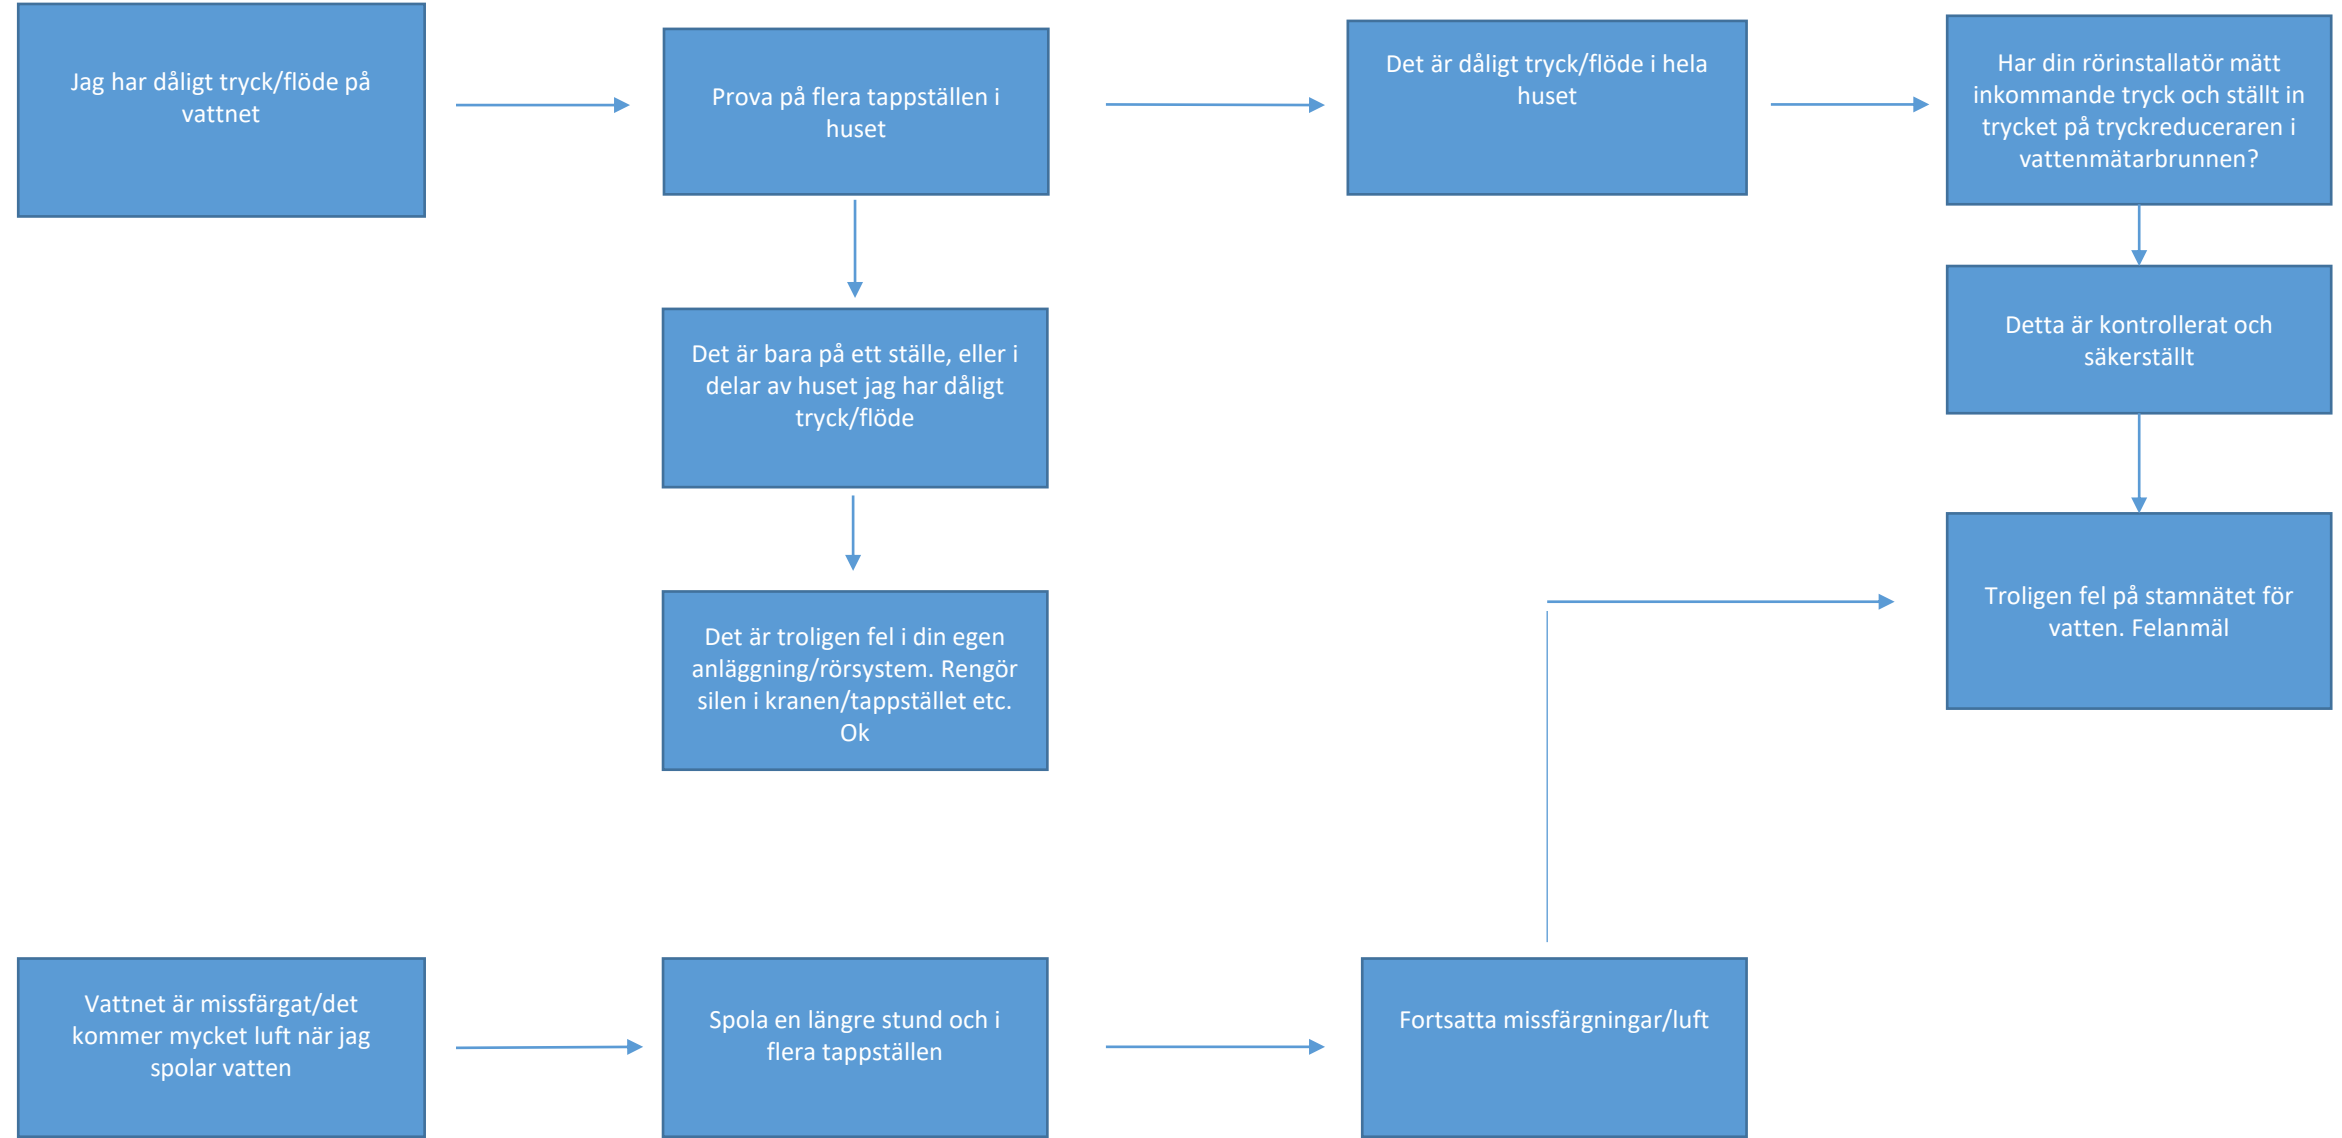 Jag har dåligt tryck/flöde på
vattnet
Prova på flera tappställen i
huset
Det är dåligt tryck/flöde i hela
huset
Har din rörinstallatör mätt
inkommande tryck och ställt in
trycket på tryckreduceraren i
vattenmätarbrunnen?
Det är bara på ett ställe, eller i
delar av huset jag har dåligt
tryck/flöde
Detta är kontrollerat och
säkerställt
Det är troligen fel i din egen
anläggning/rörsystem. Rengör
silen i kranen/tappstället etc.
Ok
Troligen fel på stamnätet för
vatten. Felanmäl
Vattnet är missfärgat/det
kommer mycket luft när jag
spolar vatten
Spola en längre stund och i
flera tappställen
Fortsatta missfärgningar/luft